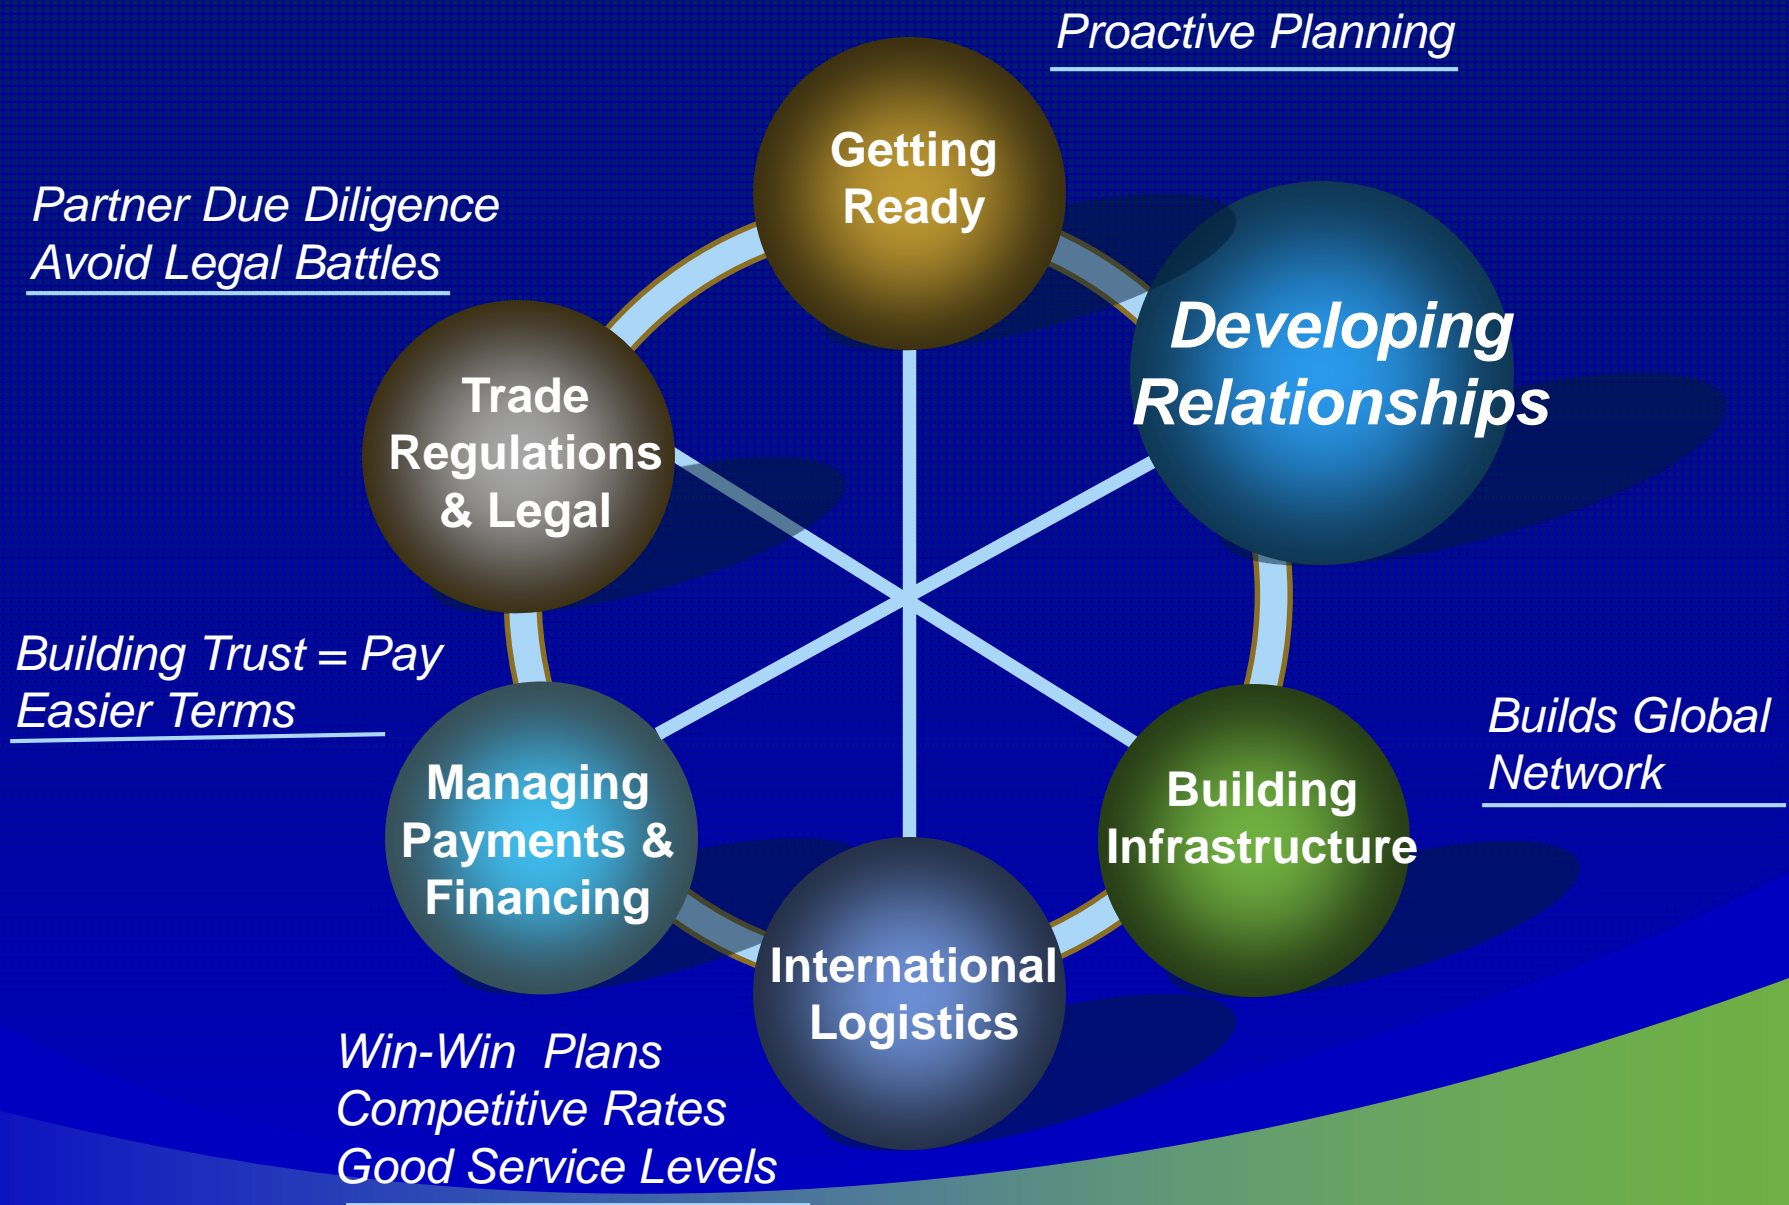 Proactive Planning
Getting
Ready
Partner Due Diligence
Avoid Legal Battles
Developing
Relationships
Trade
Regulations
& Legal
Building Trust = Pay
Easier Terms
Builds Global
Network
Managing
Payments &
Financing
Building
Infrastructure
International
Logistics
Win-Win Plans
Competitive Rates
Good Service Levels